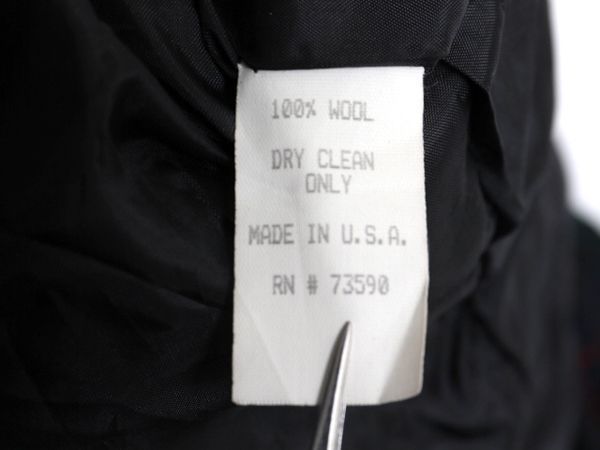 100% WOOL
DRY CLEAN
ONLY
MADE IN U.S.A.
RN # 73590